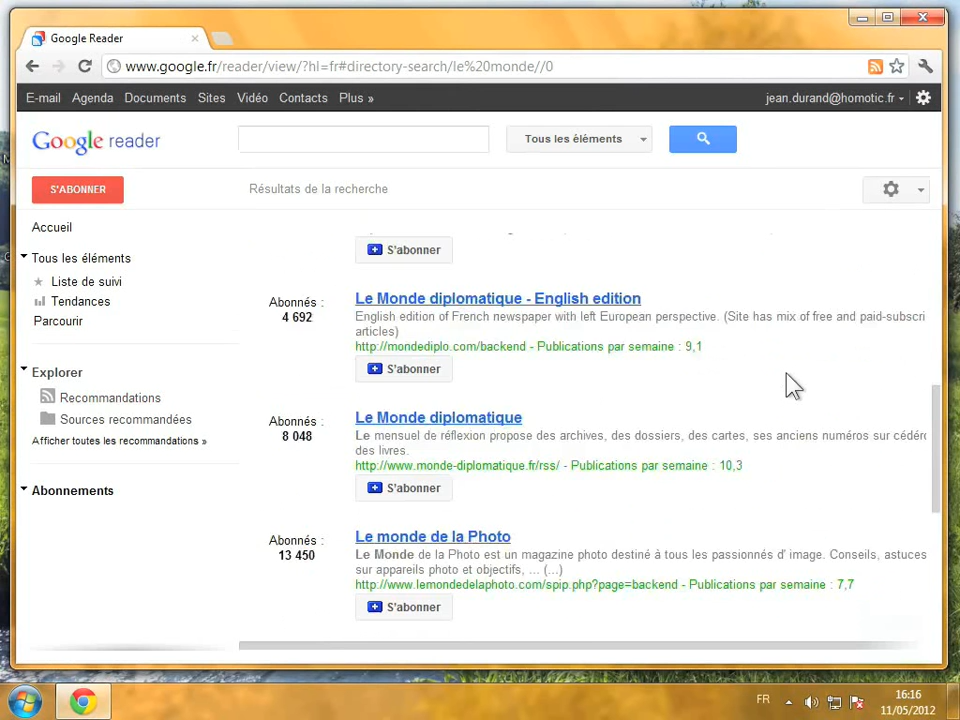 Google Reader
www.google.fr/reader/view/?hl=fr#directory-search/le%20monde//0
E-mail Agenda Documents Sites Vidéo Contacts Plus » jean.durand@homotic.fr
Google reader
Tous les éléments
S'ABONNER
Résultats de la recherche
Accueil
Tous les éléments
Liste de suivi
Tendances
Parcourir
Explorer
Recommandations
Sources recommandées
Afficher toutes les recommandations »
Abonnements
S'abonner
Abonnés :
4 692
Le Monde diplomatique - English edition
English edition of French newspaper with left European perspective. (Site has mix of free and paid-subscri
articles)
http://mondediplo.com/backend - Publications par semaine : 9,1
S'abonner
Abonnés :
8 048
Le Monde diplomatique
Le mensuel de réflexion propose des archives, des dossiers, des cartes, ses anciens numéros sur cédéro
des livres.
http://www.monde-diplomatique.fr/rss/ - Publications par semaine : 10,3
S'abonner
Abonnés :
13 450
Le monde de la Photo
Le Monde de la Photo est un magazine photo destiné à tous les passionnés d' image. Conseils, astuces
sur appareils photo et objectifs, ... (...)
http://www.lemondedelaphoto.com/spip.php?page=backend - Publications par semaine : 7,7
S'abonner
FR
16:16
11/05/2012